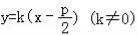 y=k(x-p/2) (k≠0)